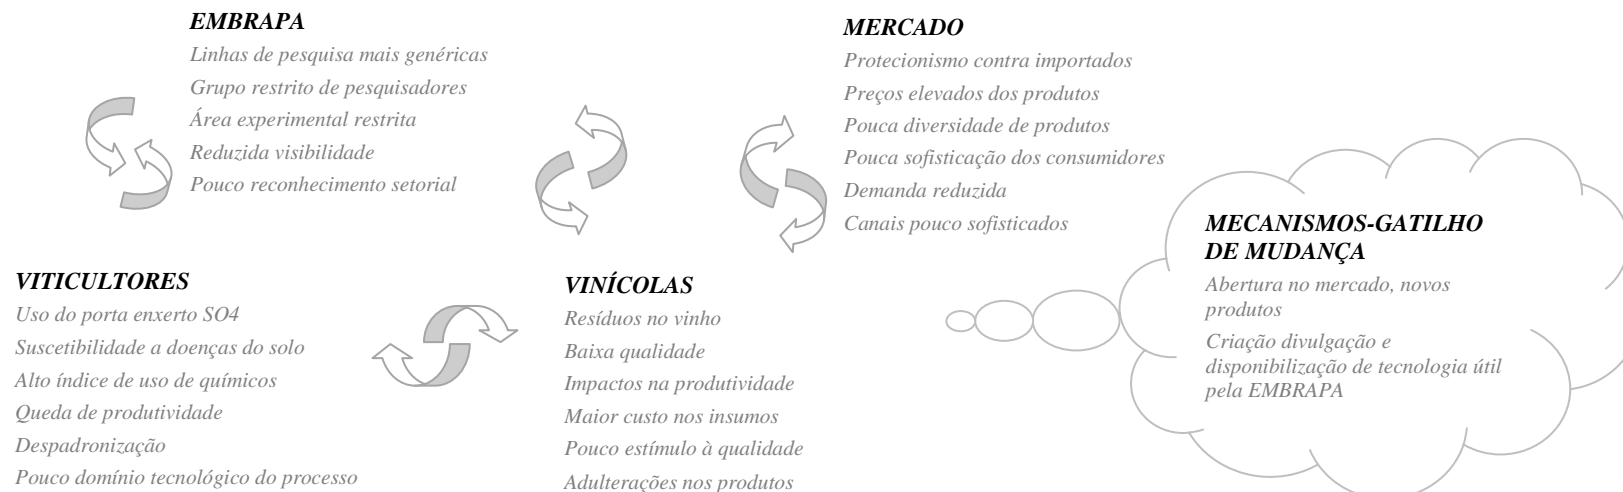 EMBRAPA
Linhas de pesquisa mais genéricas
Grupo restrito de pesquisadores
Área experimental restrita
Reduzida visibilidade
Pouco reconhecimento setorial
MERCADO
Protecionismo contra importados
Preços elevados dos produtos
Pouca diversidade de produtos
Pouca sofisticação dos consumidores
Demanda reduzida
Canais pouco sofisticados
MECANISMOS-GATILHO
DE MUDANÇA
Abertura no mercado, novos
produtos
Criação divulgação e
disponibilização de tecnologia útil
pela EMBRAPA
VITICULTORES
Uso do porta enxerto SO4
Suscetibilidade a doenças do solo
Alto índice de uso de químicos
Queda de produtividade
Despadronização
Pouco domínio tecnológico do processo
VINÍCOLAS
Resíduos no vinho
Baixa qualidade
Impactos na produtividade
Maior custo nos insumos
Pouco estímulo à qualidade
Adulterações nos produtos